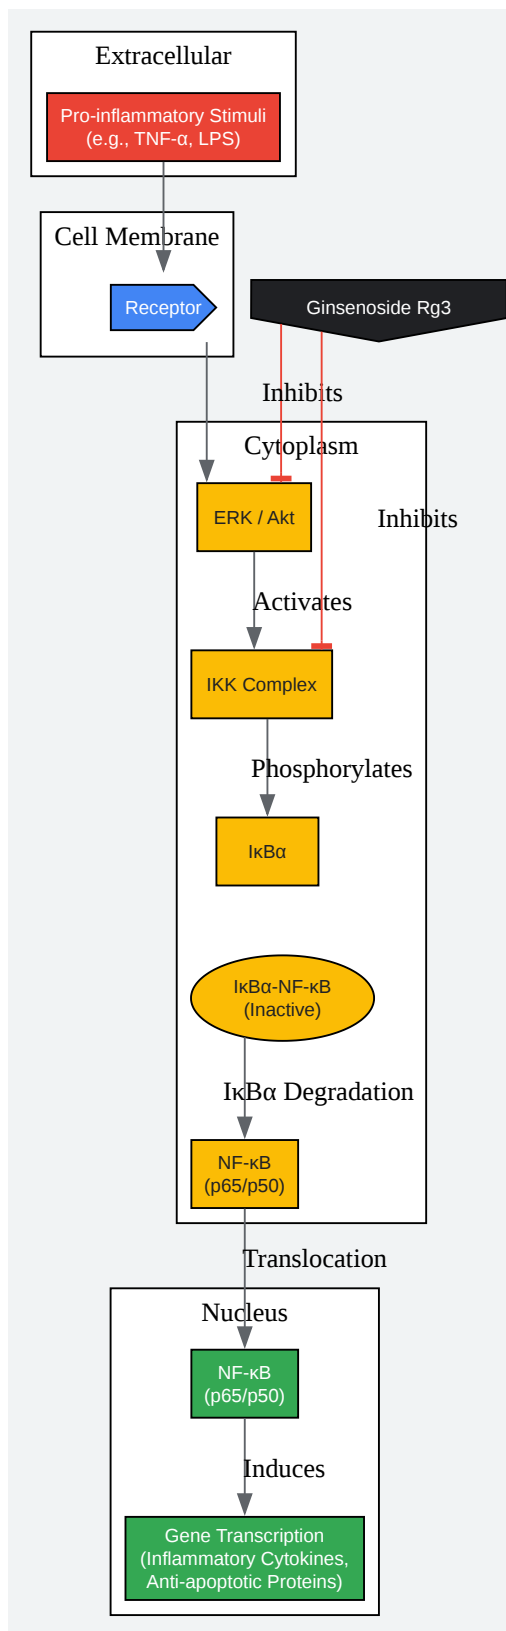 Extracellular
Pro-inflammatory Stimuli
(e.g., TNF-α, LPS)
Cell Membrane
Receptor
Ginsenoside Rg3
Inhibits
Cytoplasm
ERK / Akt
Inhibits
Activates
IKK Complex
Phosphorylates
IκBα
IκBα-NF-κB
(Inactive)
IκBα Degradation
NF-κB
(p65/p50)
Translocation
Nucleus
NF-κB
(p65/p50)
Induces
Gene Transcription
(Inflammatory Cytokines,
Anti-apoptotic Proteins)